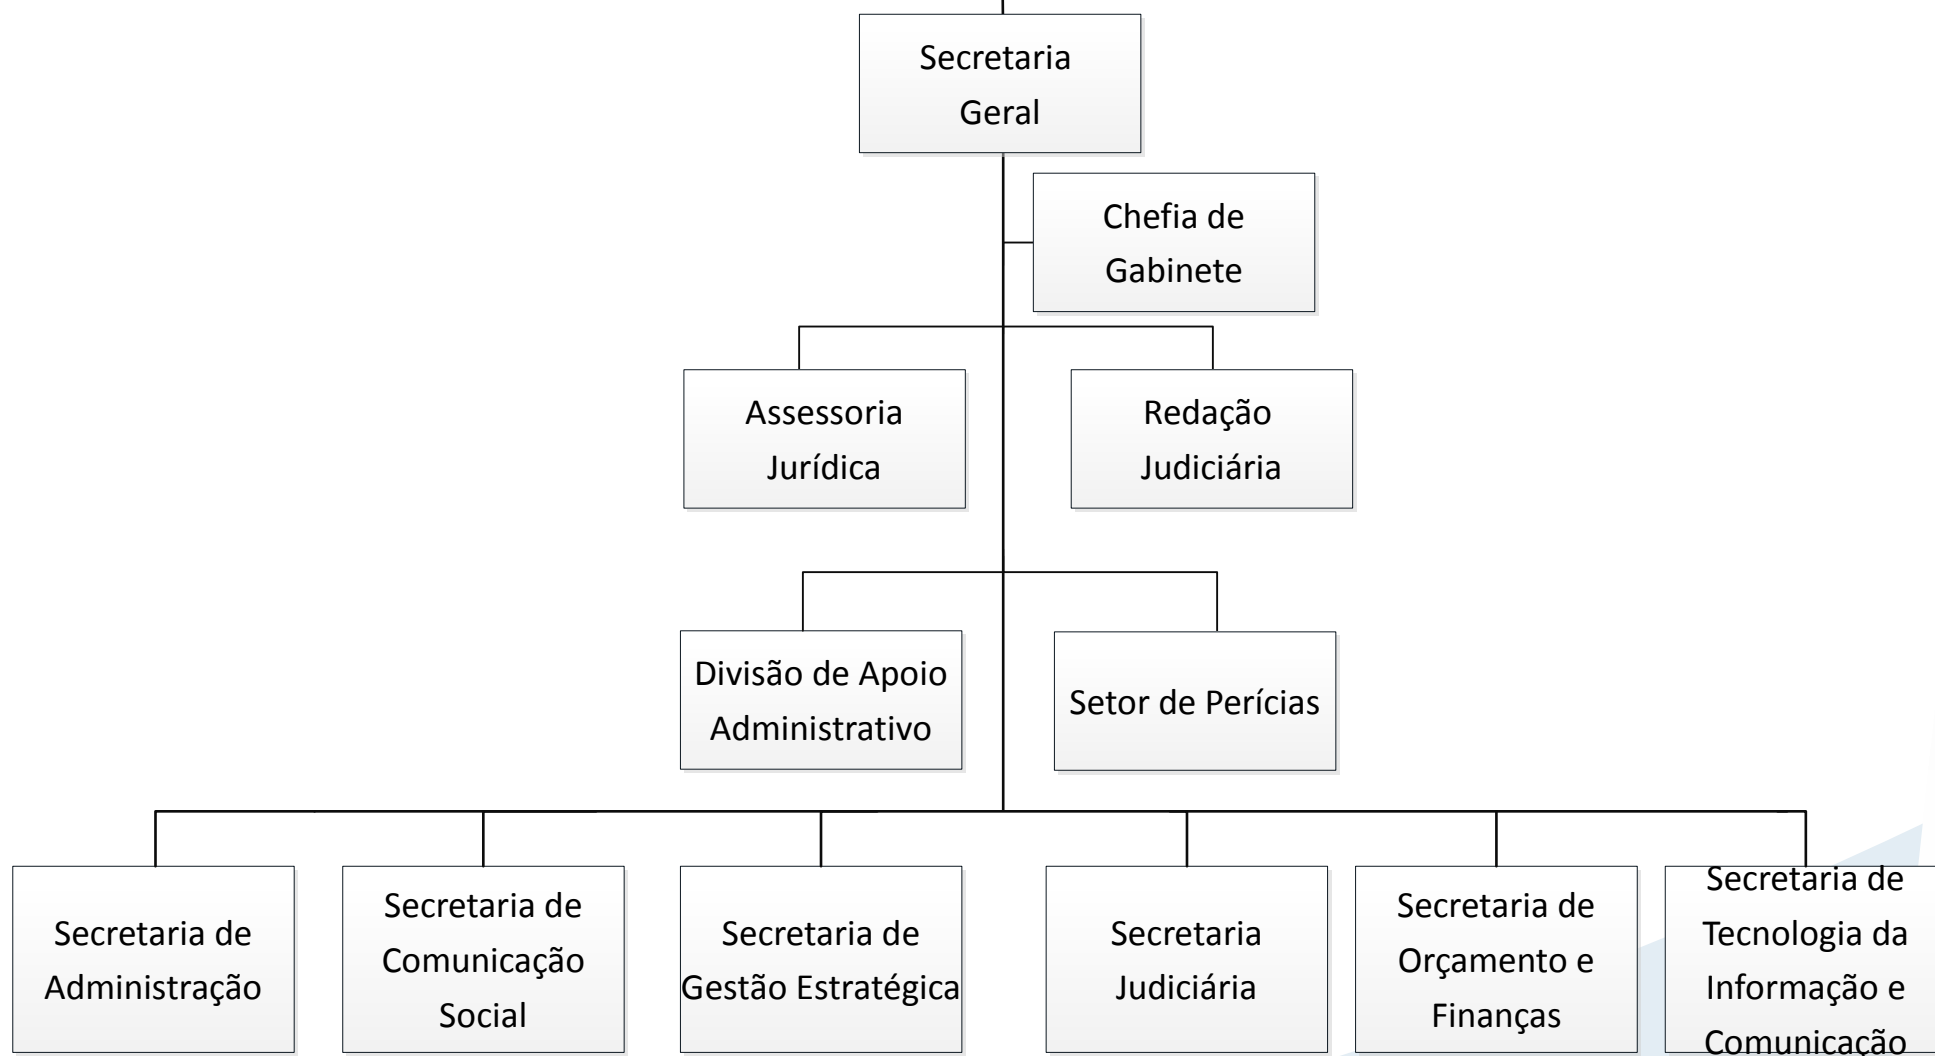 Secretaria
Geral
Chefia de
Gabinete
Assessoria
Jurídica
Redação
Judiciária
Divisão de Apoio
Administrativo
Setor de Perícias
Secretaria de
Administração
Secretaria de
Comunicação
Social
Secretaria de
Gestão Estratégica
Secretaria
Judiciária
Secretaria de
Orçamento e
Finanças
Secretaria de
Tecnologia da
Informação e
Comunicação